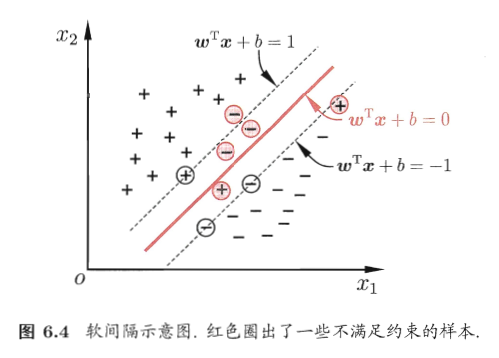 x₂
wᵀx + b = 1
wᵀx + b = 0
wᵀx + b = −1
O
x₁
图 6.4 软间隔示意图. 红色圈出了一些不满足约束的样本.